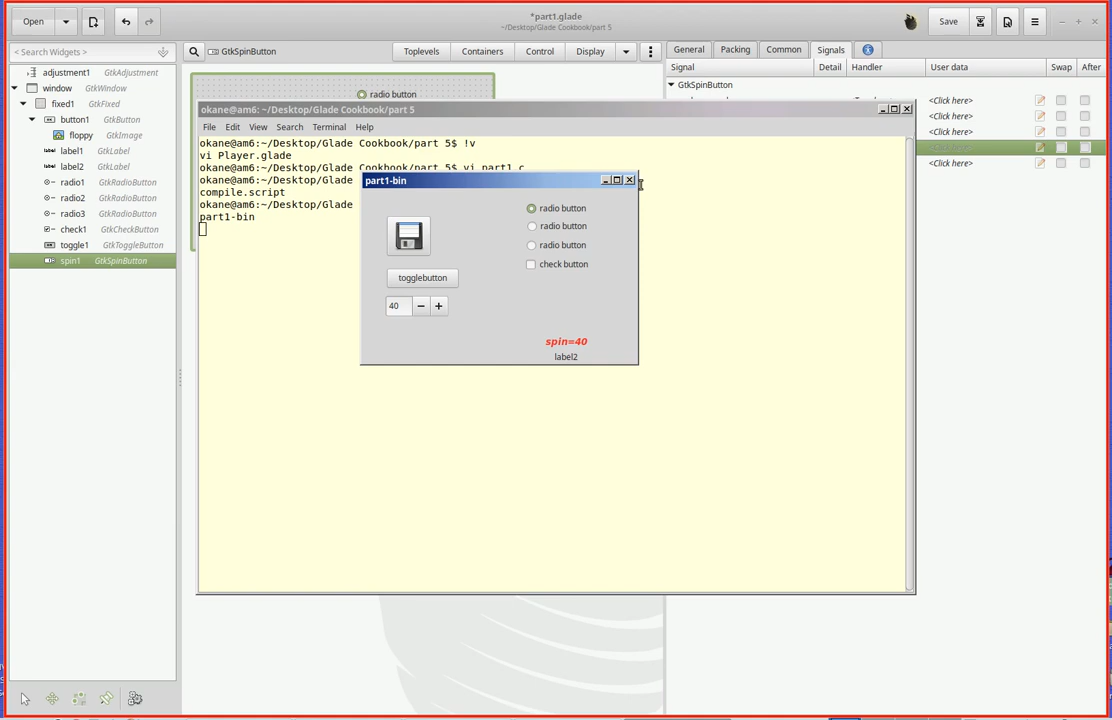 Open
*part1.glade
~/Desktop/Glade Cookbook/part 5
Save
< Search Widgets >
GtkSpinButton
Toplevels
Containers
Control
Display
General
Packing
Common
Signals
Signal
Detail
Handler
User data
Swap
After
GtkSpinButton
<Click here>
<Click here>
<Click here>
<Click here>
<Click here>
adjustment1 GtkAdjustment
window GtkWindow
fixed1 GtkFixed
button1 GtkButton
floppy GtkImage
label1 GtkLabel
label2 GtkLabel
radio1 GtkRadioButton
radio2 GtkRadioButton
radio3 GtkRadioButton
check1 GtkCheckButton
toggle1 GtkToggleButton
spin1 GtkSpinButton
radio button
okane@am6: ~/Desktop/Glade Cookbook/part 5
File Edit View Search Terminal Help
okane@am6:~/Desktop/Glade Cookbook/part 5$ !v
vi Player.glade
okane@am6:~/Desktop/Glade Cookbook/part 5$ vi part1.c
okane@am6:~/Desktop/Glade
compile.script
okane@am6:~/Desktop/Glade
part1-bin
part1-bin
radio button
radio button
radio button
check button
togglebutton
40 − +
spin=40
label2